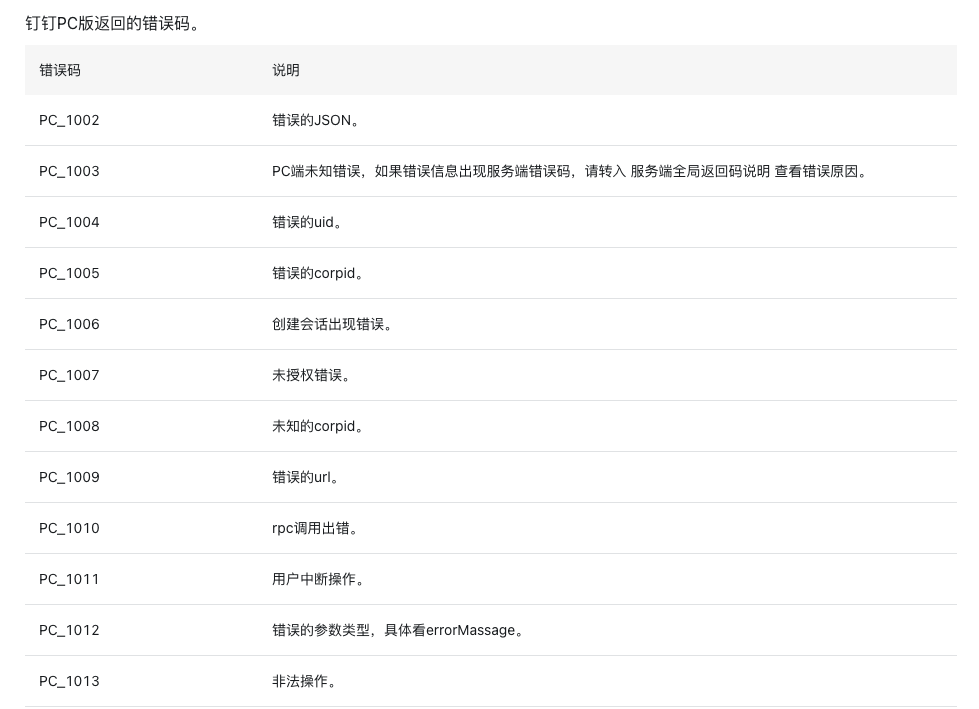 钉钉PC版返回的错误码。
错误码 说明
PC_1002 错误的JSON。
PC_1003 PC端未知错误，如果错误信息出现服务端错误码，请转入 服务端全局返回码说明 查看错误原因。
PC_1004 错误的uid。
PC_1005 错误的corpid。
PC_1006 创建会话出现错误。
PC_1007 未授权错误。
PC_1008 未知的corpid。
PC_1009 错误的url。
PC_1010 rpc调用出错。
PC_1011 用户中断操作。
PC_1012 错误的参数类型，具体看errorMassage。
PC_1013 非法操作。